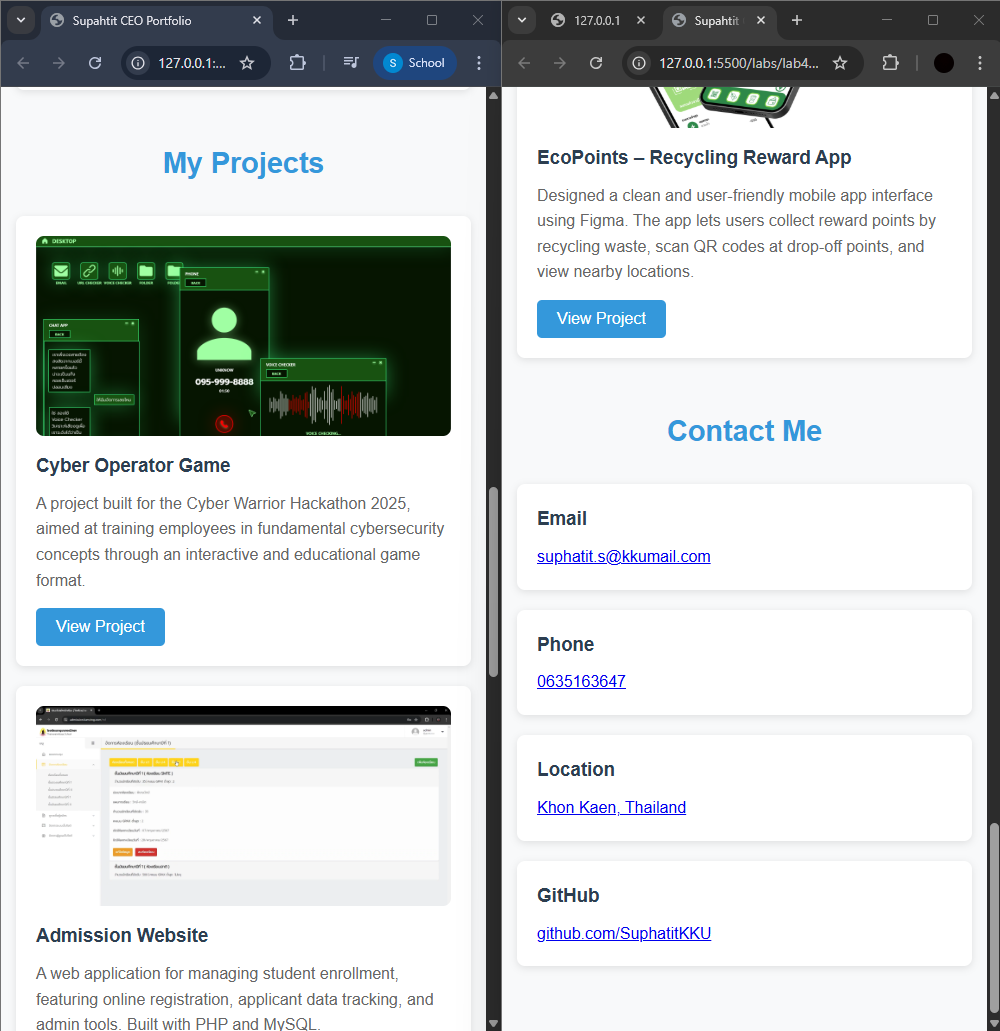 Supahtit CEO Portfolio
127.0.0.1:...
S School
My Projects
DESKTOP
EMAIL
URL CHECKER
VOICE CHECKER
FOLDER
PHONE
BACK
CHAT APP
BACK
UNKNOW
095-999-8888
01:30
Voice Checker
VOICE CHECKER
BACK
VOICE CHECKING..
Cyber Operator Game
A project built for the Cyber Warrior Hackathon 2025,
aimed at training employees in fundamental cybersecurity
concepts through an interactive and educational game
format.
View Project
Admission Website
A web application for managing student enrollment,
featuring online registration, applicant data tracking, and
admin tools. Built with PHP and MySQL.
127.0.0.1
Supahtit
127.0.0.1:5500/labs/lab4...
EcoPoints – Recycling Reward App
Designed a clean and user-friendly mobile app interface
using Figma. The app lets users collect reward points by
recycling waste, scan QR codes at drop-off points, and
view nearby locations.
View Project
Contact Me
Email
suphatit.s@kkumail.com
Phone
0635163647
Location
Khon Kaen, Thailand
GitHub
github.com/SuphatitKKU